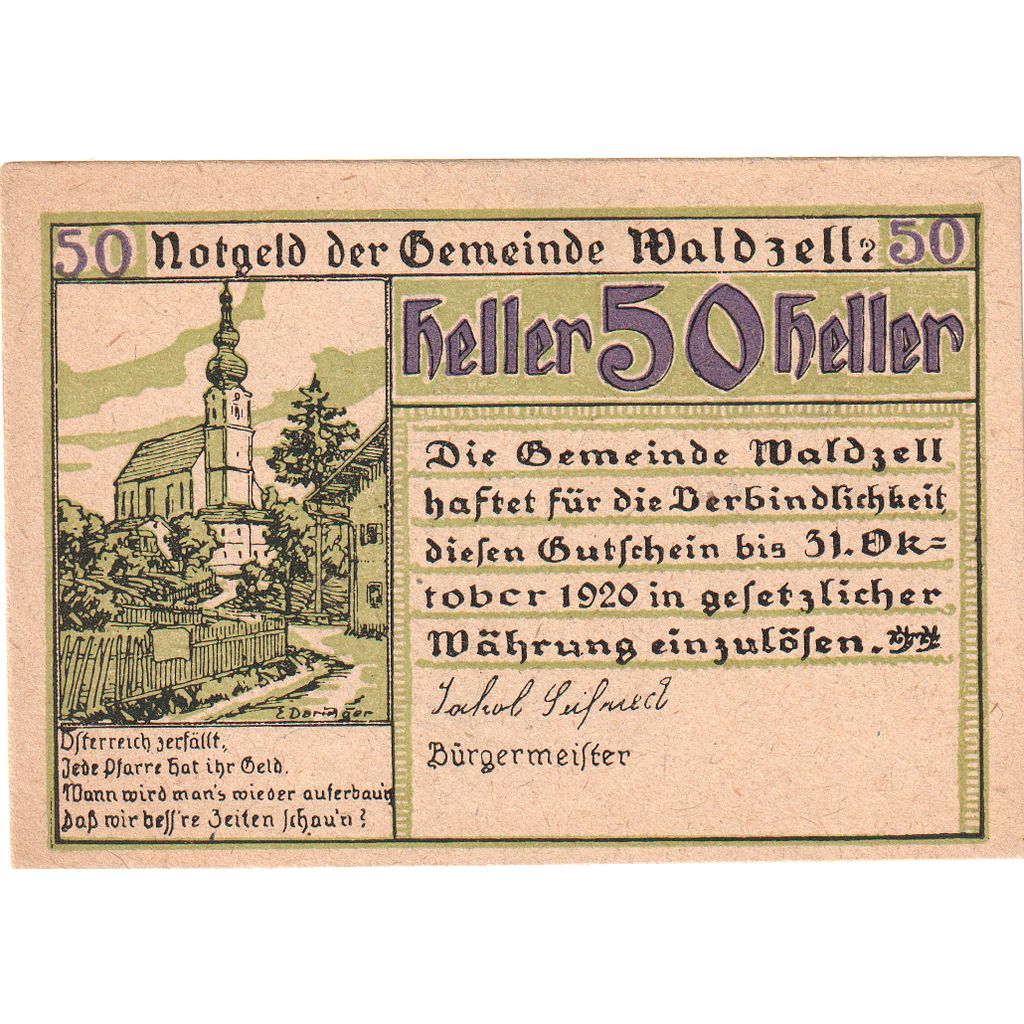 50 Notgeld der Gemeinde Waldzell 50
Heller 50 Heller
Die Gemeinde Waldzell
haftet für die Verbindlichkeit,
diesen Gutschein bis 31. Ok=
tober 1920 in gesetzlicher
Währung einzulösen.
Jakob
Bürgermeister
E Doringer
Österreich zerfällt,
Jede Pfarre hat ihr Geld.
Wann wird man's wieder auferbau'n
daß wir bess're Zeiten schau'n?